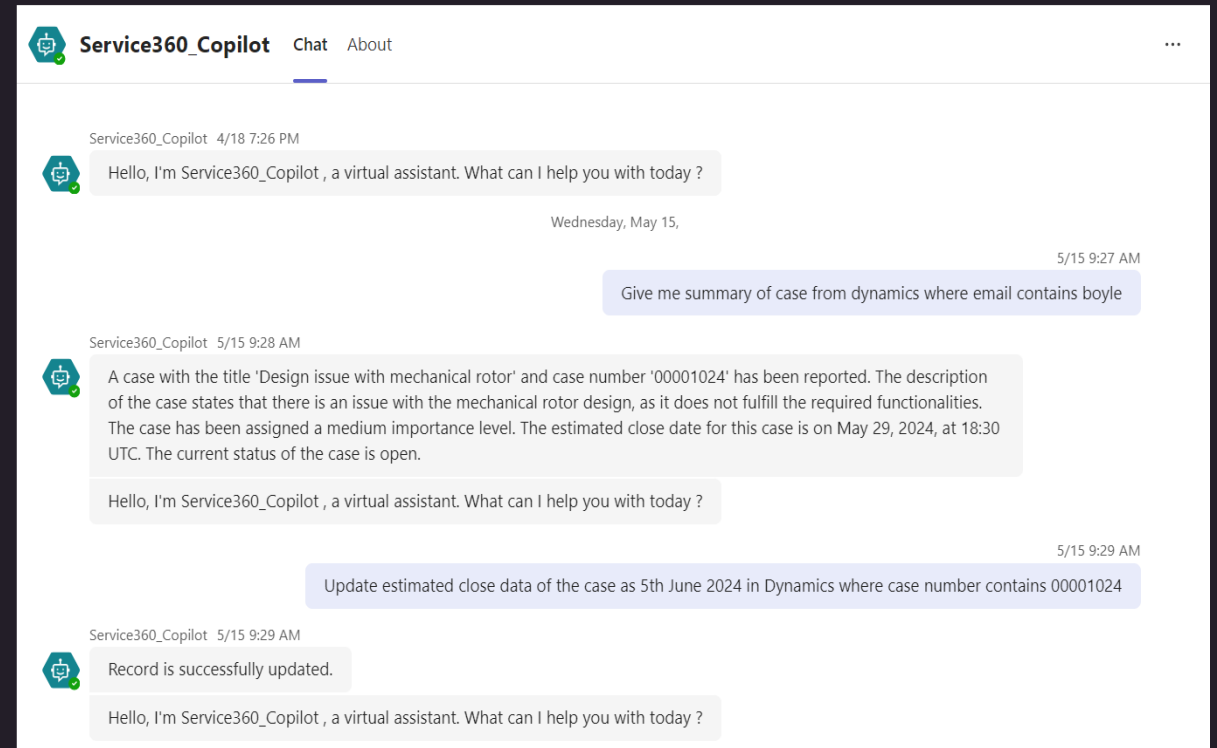 Service360_Copilot Chat About
Service360_Copilot 4/18 7:26 PM
Hello, I'm Service360_Copilot , a virtual assistant. What can I help you with today ?
Wednesday, May 15,
5/15 9:27 AM
Give me summary of case from dynamics where email contains boyle
Service360_Copilot 5/15 9:28 AM
A case with the title 'Design issue with mechanical rotor' and case number '00001024' has been reported. The description
of the case states that there is an issue with the mechanical rotor design, as it does not fulfill the required functionalities.
The case has been assigned a medium importance level. The estimated close date for this case is on May 29, 2024, at 18:30
UTC. The current status of the case is open.
Hello, I'm Service360_Copilot , a virtual assistant. What can I help you with today ?
5/15 9:29 AM
Update estimated close data of the case as 5th June 2024 in Dynamics where case number contains 00001024
Service360_Copilot 5/15 9:29 AM
Record is successfully updated.
Hello, I'm Service360_Copilot , a virtual assistant. What can I help you with today ?